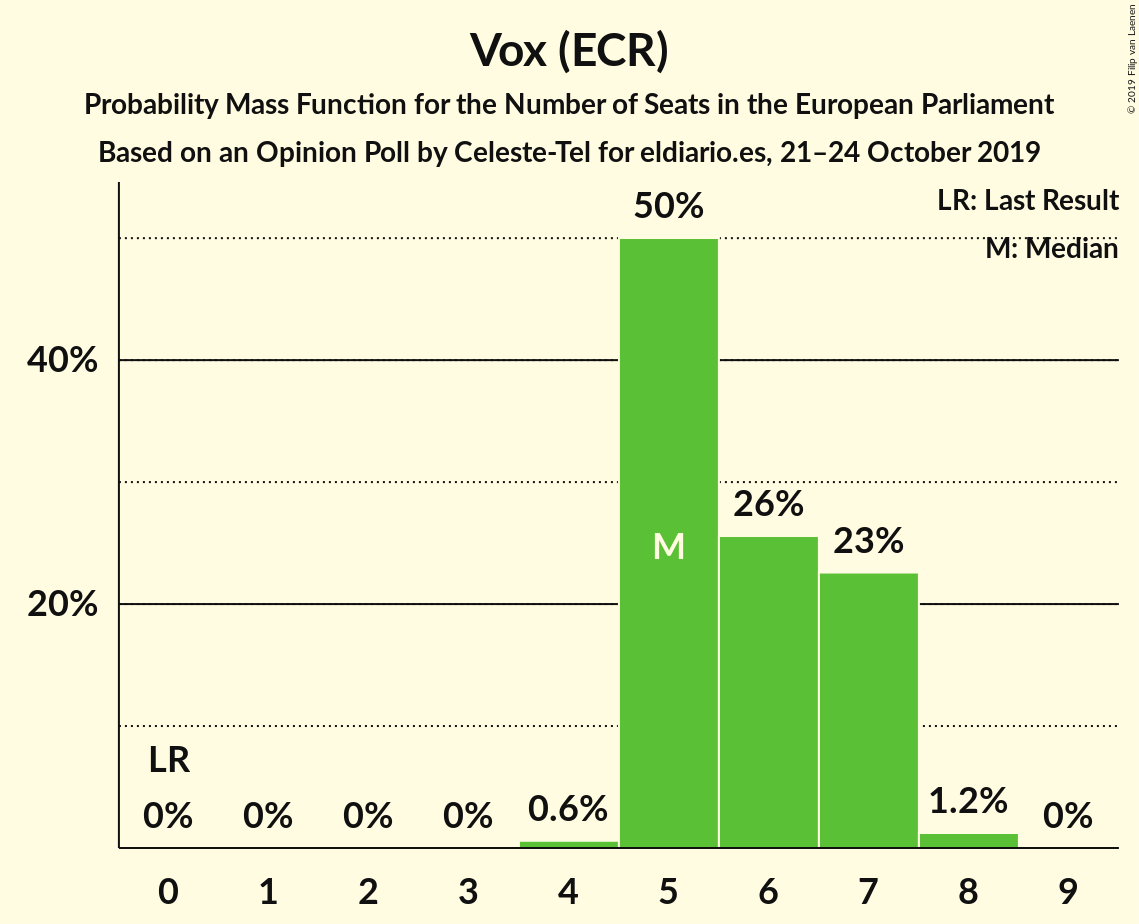 Vox (ECR)
Probability Mass Function for the Number of Seats in the European Parliament
Based on an Opinion Poll by Celeste-Tel for eldiario.es, 21–24 October 2019
© 2019 Filip van Laenen
LR: Last Result
M: Median
50%
40%
26%
23%
M
20%
LR
0% 0% 0% 0% 0.6% 1.2% 0%
0 1 2 3 4 5 6 7 8 9